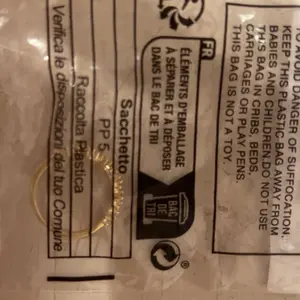 TO AVOID DANGER OF SUFFOCATION
KEEP THIS PLASTIC BAG AWAY FROM
BABIES AND CHILDREN. DO NOT USE
THIS BAG IN CRIBS, BEDS,
CARRIAGES OR PLAY PENS.
THIS BAG IS NOT A TOY.
FR
ÉLÉMENTS D'EMBALLAGE
À SÉPARER ET À DÉPOSER
DANS LE BAC DE TRI
BAC
DE
TRI
Sacchetto
PP 5
Raccolta Plastica
Verifica le disposizioni del tuo Comune